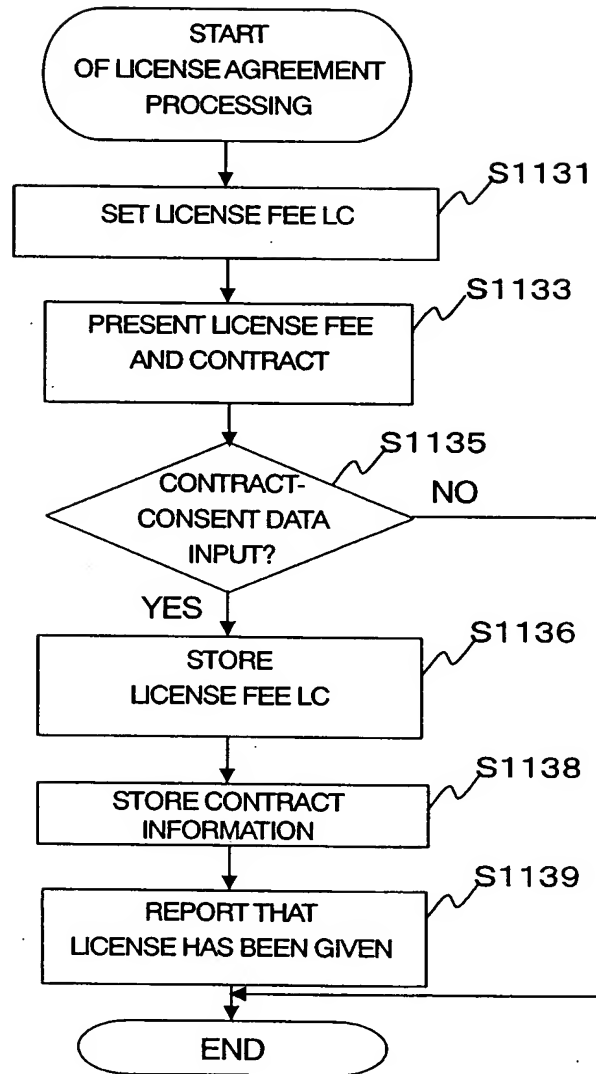 START
OF LICENSE AGREEMENT
PROCESSING
S1131
SET LICENSE FEE LC
S1133
PRESENT LICENSE FEE
AND CONTRACT
S1135
CONTRACT-
CONSENT DATA
INPUT?
NO
YES
S1136
STORE
LICENSE FEE LC
S1138
STORE CONTRACT
INFORMATION
S1139
REPORT THAT
LICENSE HAS BEEN GIVEN
END